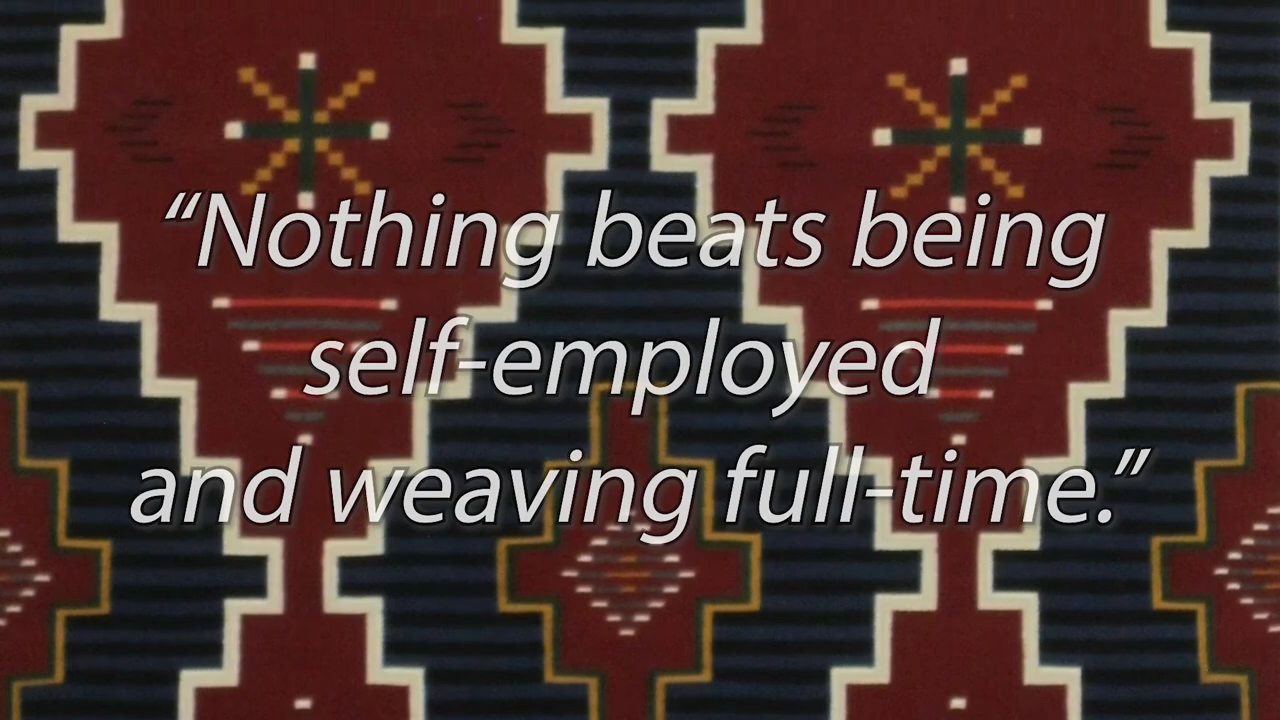 “Nothing beats being
self-employed
and weaving full-time.”